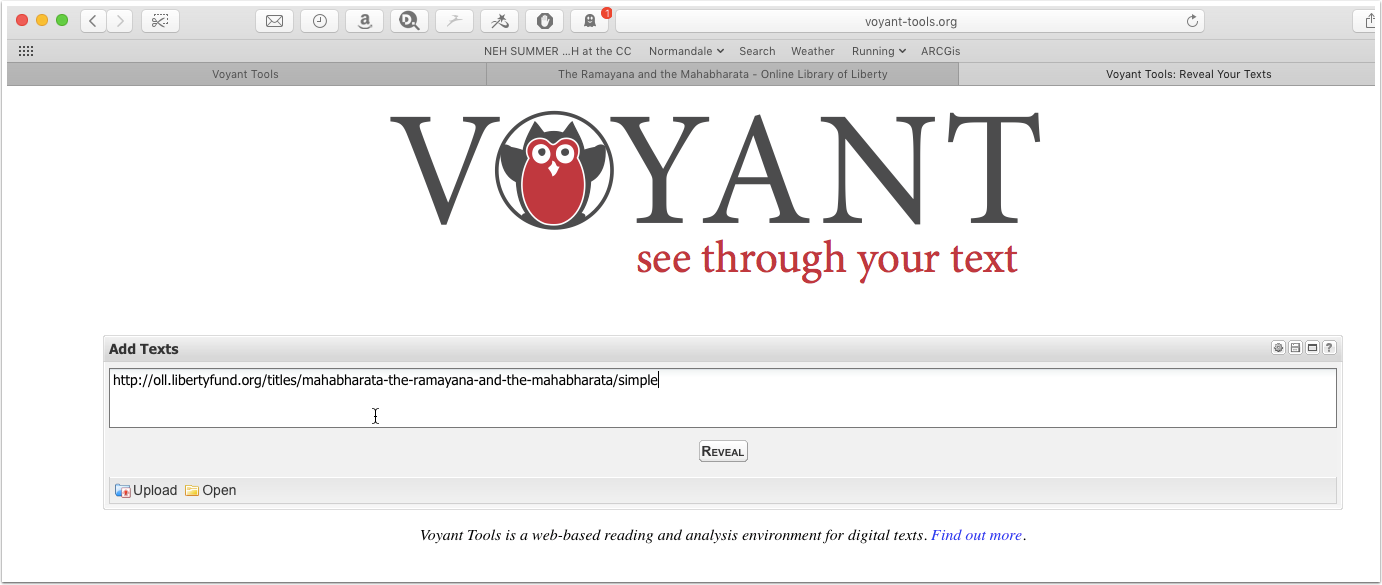 1
voyant-tools.org
NEH SUMMER ...H at the CC Normandale Search Weather Running ARCGis
Voyant Tools The Ramayana and the Mahabharata - Online Library of Liberty Voyant Tools: Reveal Your Texts
VOYANT
see through your text
Add Texts ?
http://oll.libertyfund.org/titles/mahabharata-the-ramayana-and-the-mahabharata/simple
REVEAL
Upload Open
Voyant Tools is a web-based reading and analysis environment for digital texts. Find out more.